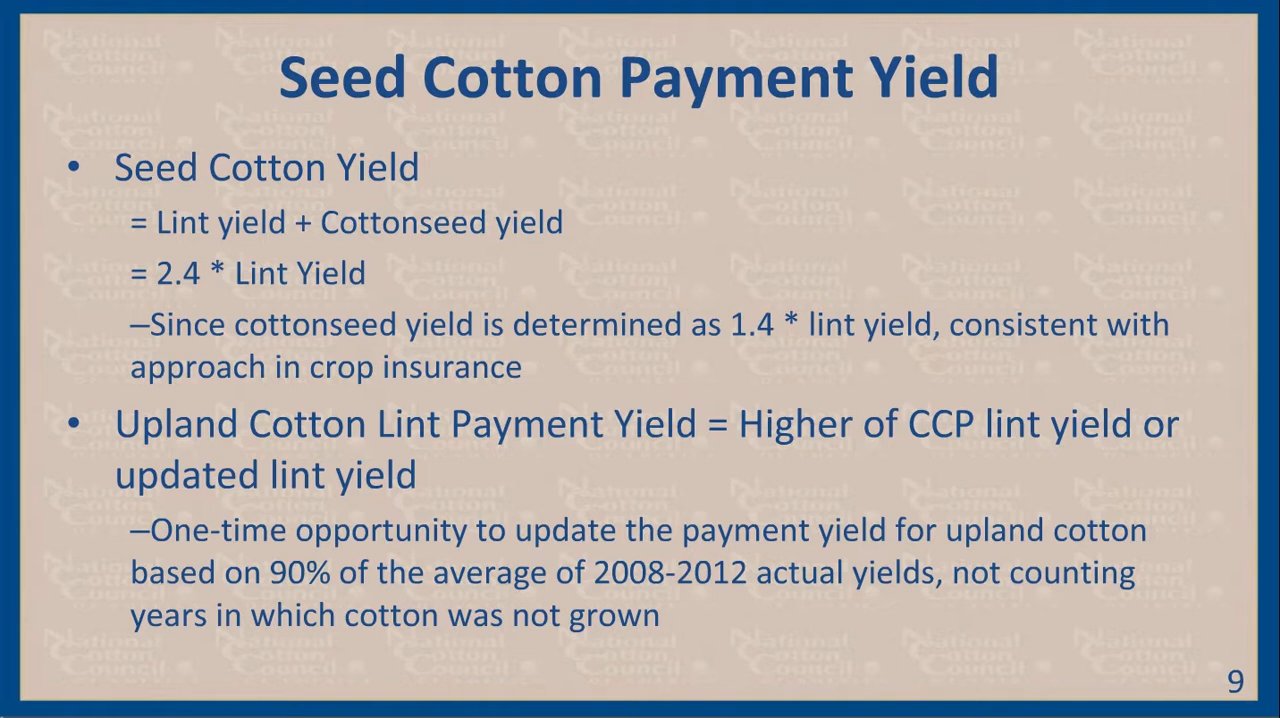 Seed Cotton Payment Yield
• Seed Cotton Yield
= Lint yield + Cottonseed yield
= 2.4 * Lint Yield
–Since cottonseed yield is determined as 1.4 * lint yield, consistent with
approach in crop insurance
• Upland Cotton Lint Payment Yield = Higher of CCP lint yield or
updated lint yield
–One-time opportunity to update the payment yield for upland cotton
based on 90% of the average of 2008-2012 actual yields, not counting
years in which cotton was not grown
9